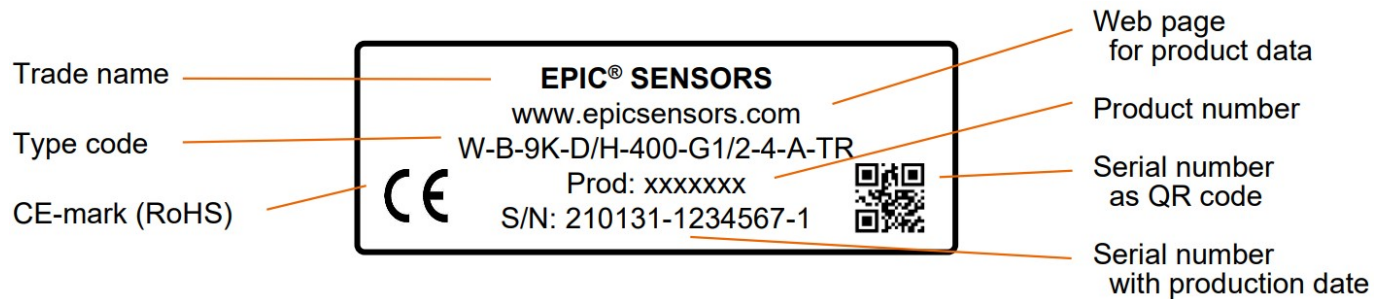 Trade name
Type code
CE-mark (RoHS)
EPIC® SENSORS
www.epicsensors.com
W-B-9K-D/H-400-G1/2-4-A-TR
Prod: xxxxxxx
S/N: 210131-1234567-1
CE
Web page
for product data
Product number
Serial number
as QR code
Serial number
with production date